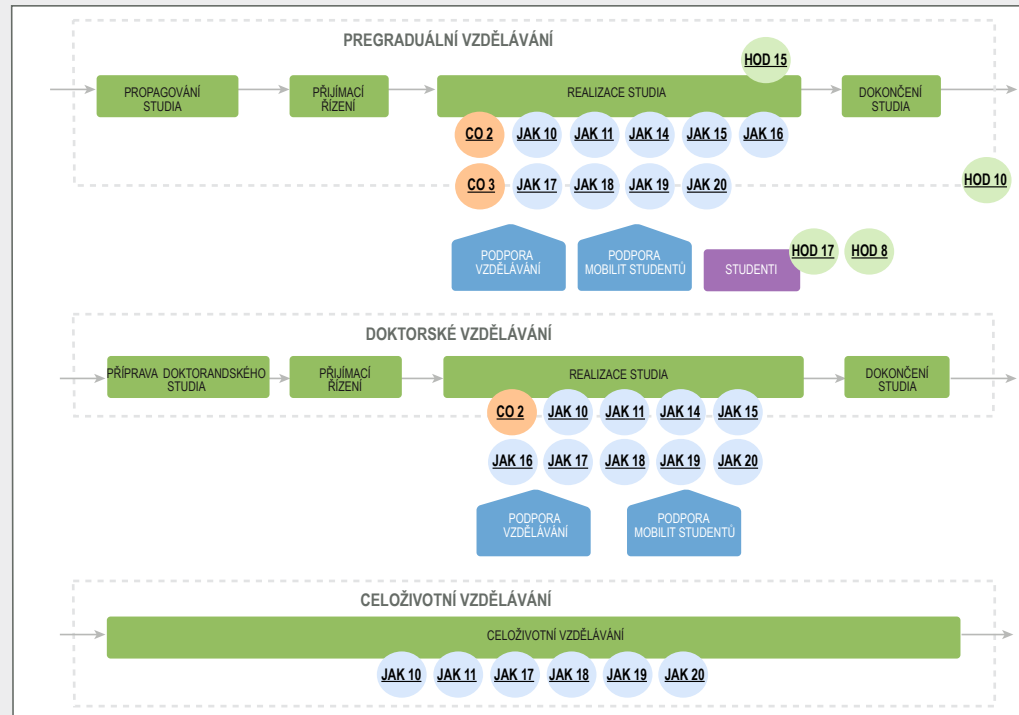 PREGRADUÁLNÍ VZDĚLÁVÁNÍ
HOD 15
PROPAGOVÁNÍ
STUDIA
PŘIJÍMACÍ
ŘÍZENÍ
REALIZACE STUDIA
DOKONČENÍ
STUDIA
CO 2 JAK 10 JAK 11 JAK 14 JAK 15 JAK 16
CO 3 JAK 17 JAK 18 JAK 19 JAK 20
HOD 10
PODPORA
VZDĚLÁVÁNÍ
PODPORA
MOBILIT STUDENTŮ
STUDENTI
HOD 17 HOD 8
DOKTORSKÉ VZDĚLÁVÁNÍ
PŘÍPRAVA DOKTORANDSKÉHO
STUDIA
PŘIJÍMACÍ
ŘÍZENÍ
REALIZACE STUDIA
DOKONČENÍ
STUDIA
CO 2 JAK 10 JAK 11 JAK 14 JAK 15
JAK 16 JAK 17 JAK 18 JAK 19 JAK 20
PODPORA
VZDĚLÁVÁNÍ
PODPORA
MOBILIT STUDENTŮ
CELOŽIVOTNÍ VZDĚLÁVÁNÍ
CELOŽIVOTNÍ VZDĚLÁVÁNÍ
JAK 10 JAK 11 JAK 17 JAK 18 JAK 19 JAK 20